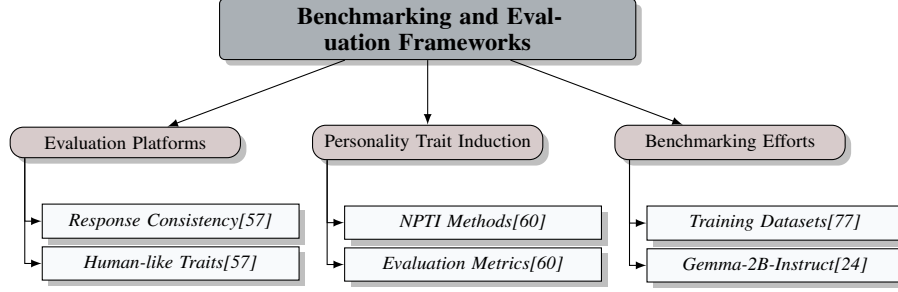 Benchmarking and Eval-
uation Frameworks
Evaluation Platforms
Personality Trait Induction
Benchmarking Efforts
Response Consistency[57]
NPTI Methods[60]
Training Datasets[77]
Human-like Traits[57]
Evaluation Metrics[60]
Gemma-2B-Instruct[24]